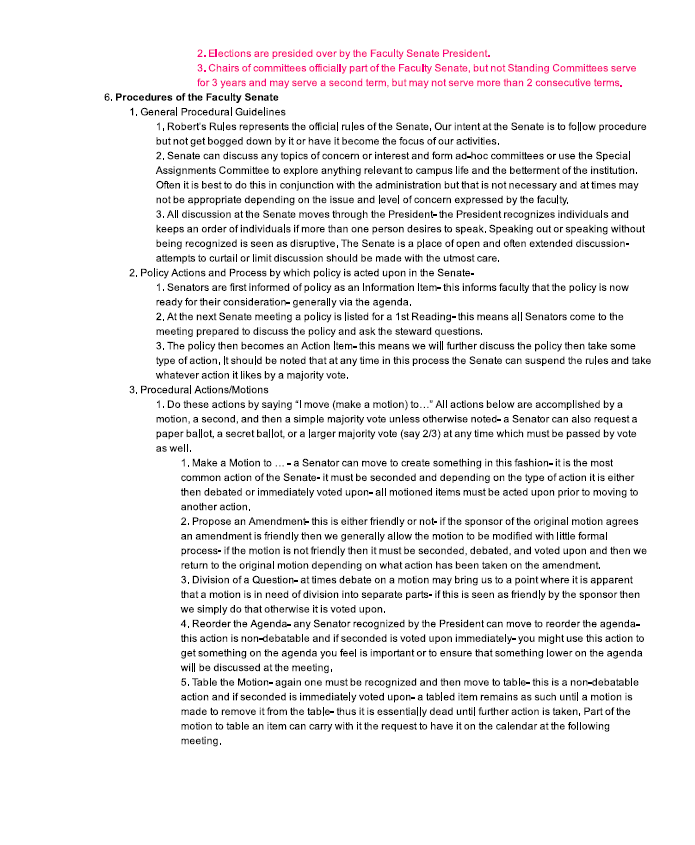 2. Elections are presided over by the Faculty Senate President.
3. Chairs of committees officially part of the Faculty Senate, but not Standing Committees serve
for 3 years and may serve a second term, but may not serve more than 2 consecutive terms.
6. Procedures of the Faculty Senate
1. General Procedural Guidelines
1. Robert's Rules represents the official rules of the Senate. Our intent at the Senate is to follow procedure
but not get bogged down by it or have it become the focus of our activities.
2. Senate can discuss any topics of concern or interest and form ad-hoc committees or use the Special
Assignments Committee to explore anything relevant to campus life and the betterment of the institution.
Often it is best to do this in conjunction with the administration but that is not necessary and at times may
not be appropriate depending on the issue and level of concern expressed by the faculty.
3. All discussion at the Senate moves through the President- the President recognizes individuals and
keeps an order of individuals if more than one person desires to speak. Speaking out or speaking without
being recognized is seen as disruptive. The Senate is a place of open and often extended discussion-
attempts to curtail or limit discussion should be made with the utmost care.
2. Policy Actions and Process by which policy is acted upon in the Senate-
1. Senators are first informed of policy as an Information Item- this informs faculty that the policy is now
ready for their consideration- generally via the agenda.
2. At the next Senate meeting a policy is listed for a 1st Reading- this means all Senators come to the
meeting prepared to discuss the policy and ask the steward questions.
3. The policy then becomes an Action Item- this means we will further discuss the policy then take some
type of action. It should be noted that at any time in this process the Senate can suspend the rules and take
whatever action it likes by a majority vote.
3. Procedural Actions/Motions
1. Do these actions by saying “I move (make a motion) to…” All actions below are accomplished by a
motion, a second, and then a simple majority vote unless otherwise noted- a Senator can also request a
paper ballot, a secret ballot, or a larger majority vote (say 2/3) at any time which must be passed by vote
as well.
1. Make a Motion to … - a Senator can move to create something in this fashion- it is the most
common action of the Senate- it must be seconded and depending on the type of action it is either
then debated or immediately voted upon- all motioned items must be acted upon prior to moving to
another action.
2. Propose an Amendment- this is either friendly or not- if the sponsor of the original motion agrees
an amendment is friendly then we generally allow the motion to be modified with little formal
process- if the motion is not friendly then it must be seconded, debated, and voted upon and then we
return to the original motion depending on what action has been taken on the amendment.
3. Division of a Question- at times debate on a motion may bring us to a point where it is apparent
that a motion is in need of division into separate parts- if this is seen as friendly by the sponsor then
we simply do that otherwise it is voted upon.
4. Reorder the Agenda- any Senator recognized by the President can move to reorder the agenda-
this action is non-debatable and if seconded is voted upon immediately- you might use this action to
get something on the agenda you feel is important or to ensure that something lower on the agenda
will be discussed at the meeting.
5. Table the Motion- again one must be recognized and then move to table- this is a non-debatable
action and if seconded is immediately voted upon- a tabled item remains as such until a motion is
made to remove it from the table- thus it is essentially dead until further action is taken. Part of the
motion to table an item can carry with it the request to have it on the calendar at the following
meeting.